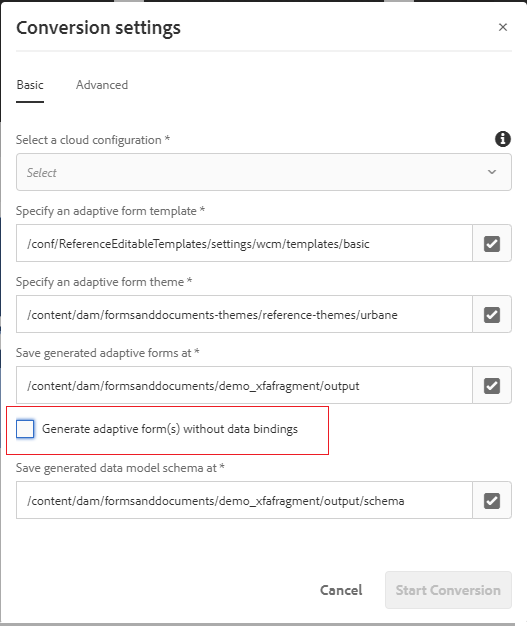 Conversion settings
Basic
Advanced
Select a cloud configuration *
Select
Specify an adaptive form template *
/conf/ReferenceEditableTemplates/settings/wcm/templates/basic
Specify an adaptive form theme *
/content/dam/formsanddocuments-themes/reference-themes/urbane
Save generated adaptive forms at *
/content/dam/formsanddocuments/demo_xfafragment/output
Generate adaptive form(s) without data bindings
Save generated data model schema at *
/content/dam/formsanddocuments/demo_xfafragment/output/schema
Cancel
Start Conversion